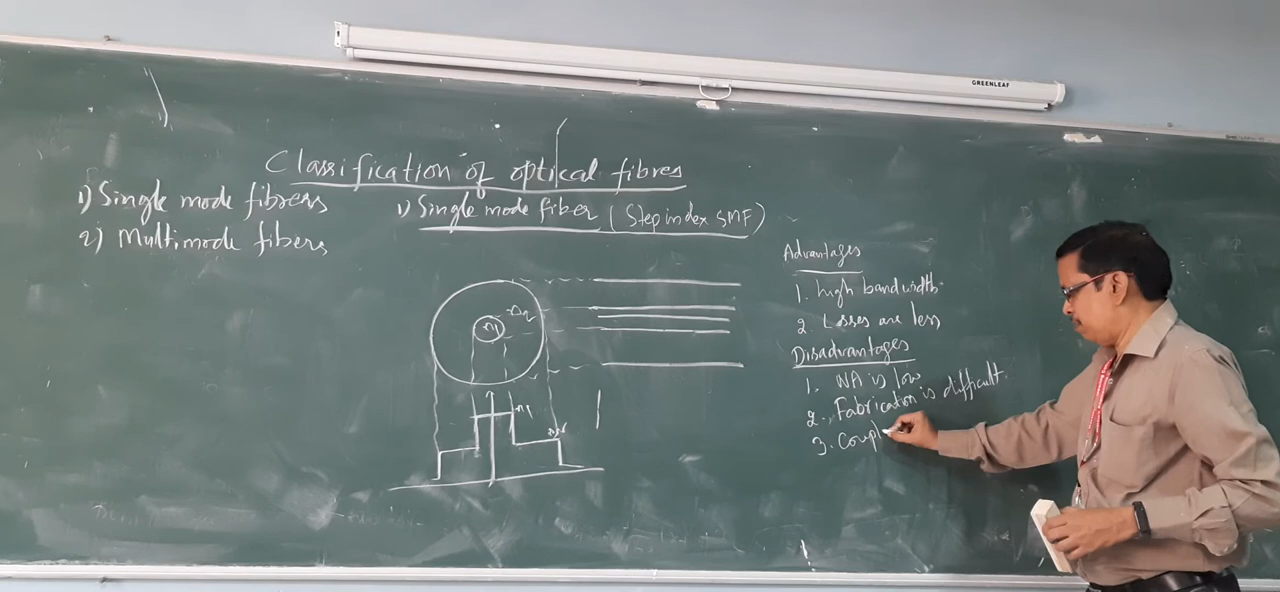 GREENLEAF
Classification of optical fibres
1) Single mode fibrers
2) Multimode fibers
1) Single mode fiber (Step index SMF)
n1
n2
n1
Advantages
1. high bandwidth
2. Losses are less
Disadvantages
1. NA is low
2. Fabrication is difficult.
3. Coupl